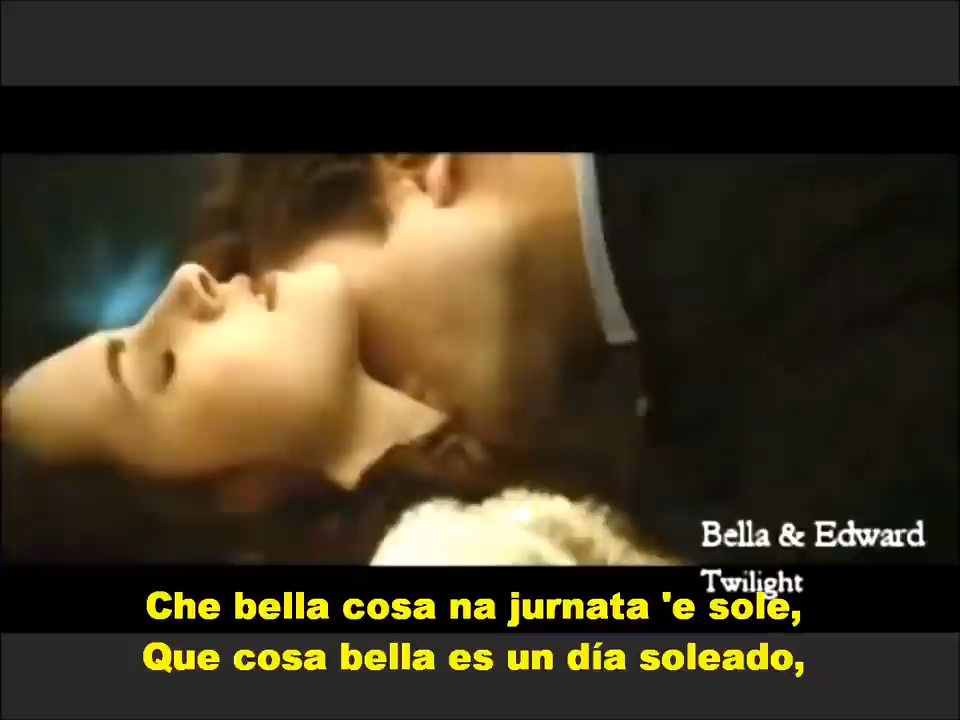 Bella & Edward
Twilight
Che bella cosa na jurnata 'e sole,
Que cosa bella es un día soleado,